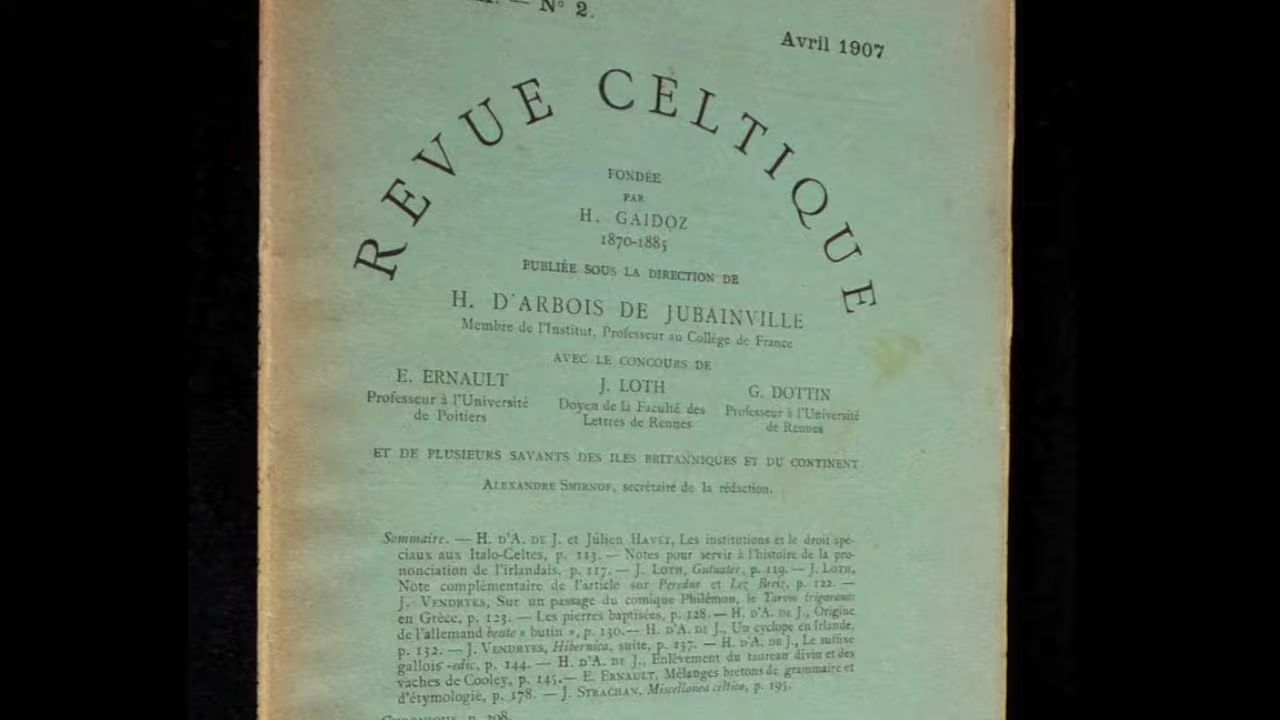 — N° 2.
Avril 1907
REVUE CELTIQUE
FONDÉE
PAR
H. GAIDOZ
1870-1885
PUBLIÉE SOUS LA DIRECTION DE
H. D'ARBOIS DE JUBAINVILLE
Membre de l'Institut, Professeur au Collège de France
AVEC LE CONCOURS DE
E. ERNAULT
Professeur à l'Université
de Poitiers
J. LOTH
Doyen de la Faculté des
Lettres de Rennes
G. DOTTIN
Professeur à l'Université
de Rennes
ET DE PLUSIEURS SAVANTS DES ILES BRITANNIQUES ET DU CONTINENT
ALEXANDRE SMIRNOF, secrétaire de la rédaction.
Sommaire. — H. D'A. DE J. et Julien HAVET, Les institutions et le droit spé-
ciaux aux Italo-Celtes, p. 113. — Notes pour servir à l'histoire de la pro-
nonciation de l'irlandais, p. 117. — J. LOTH, Gutuater, p. 119. — J. LOTH,
Note complémentaire de l'article sur Peredur et Lez Breiz, p. 122. —
J. VENDRYES, Sur un passage du comique Philémon, le Tarvos trigaranus
en Grèce, p. 123. — Les pierres baptisées, p. 128. — H. D'A. DE J., Origine
de l'allemand beute « butin », p. 130. — H. D'A. DE J., Un cyclope en Irlande,
p. 132. — J. VENDRYES, Hibernica, suite, p. 137. — H. D'A. DE J., Le suffixe
gallois -edic, p. 144. — H. D'A. DE J., Enlèvement du taureau divin et des
vaches de Cooley, p. 145. — E. ERNAULT, Mélanges bretons de grammaire et
d'étymologie, p. 178. — J. STRACHAN, Miscellanea celtica, p. 195.
CHRONIQUE, p. 208.